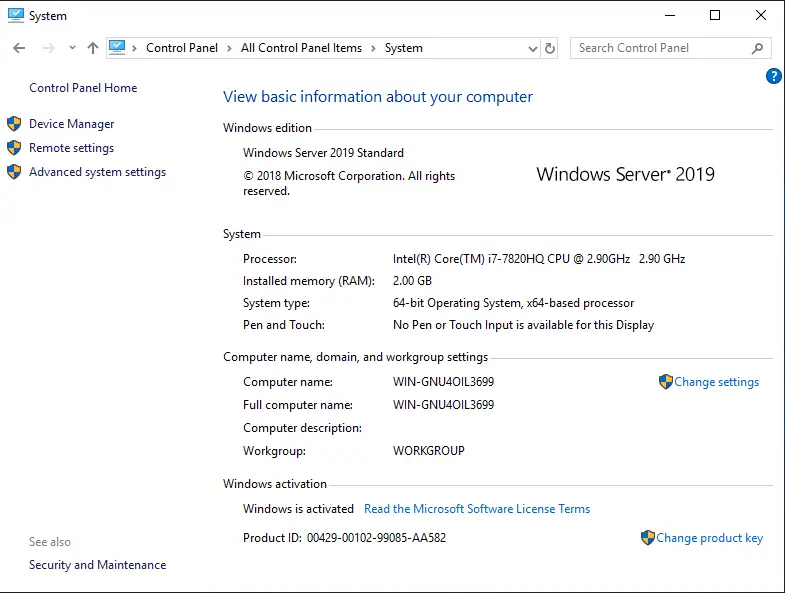 System
Control Panel > All Control Panel Items > System
Search Control Panel
Control Panel Home
Device Manager
Remote settings
Advanced system settings
View basic information about your computer
Windows edition
Windows Server 2019 Standard
© 2018 Microsoft Corporation. All rights
reserved.
Windows Server® 2019
System
Processor: Intel(R) Core(TM) i7-7820HQ CPU @ 2.90GHz 2.90 GHz
Installed memory (RAM): 2.00 GB
System type: 64-bit Operating System, x64-based processor
Pen and Touch: No Pen or Touch Input is available for this Display
Computer name, domain, and workgroup settings
Computer name: WIN-GNU4OIL3699 Change settings
Full computer name: WIN-GNU4OIL3699
Computer description:
Workgroup: WORKGROUP
Windows activation
Windows is activated Read the Microsoft Software License Terms
Product ID: 00429-00102-99085-AA582 Change product key
See also
Security and Maintenance